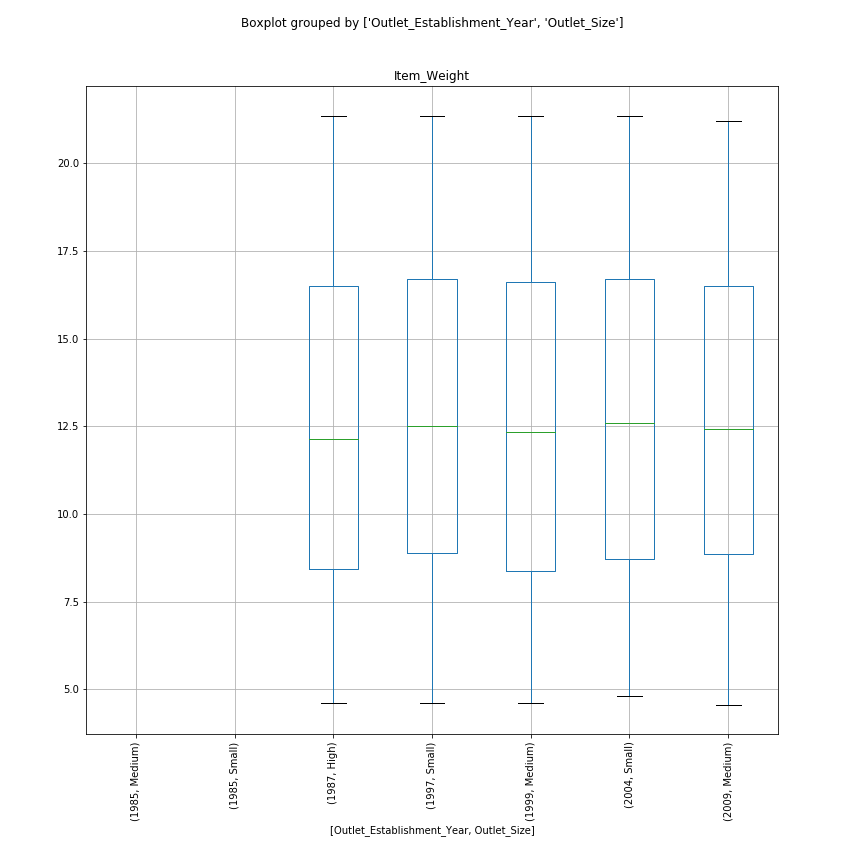 Boxplot grouped by ['Outlet_Establishment_Year', 'Outlet_Size']
Item_Weight
20.0
17.5
15.0
12.5
10.0
7.5
5.0
(1985, Medium)
(1985, Small)
(1987, High)
(1997, Small)
(1999, Medium)
(2004, Small)
(2009, Medium)
[Outlet_Establishment_Year, Outlet_Size]